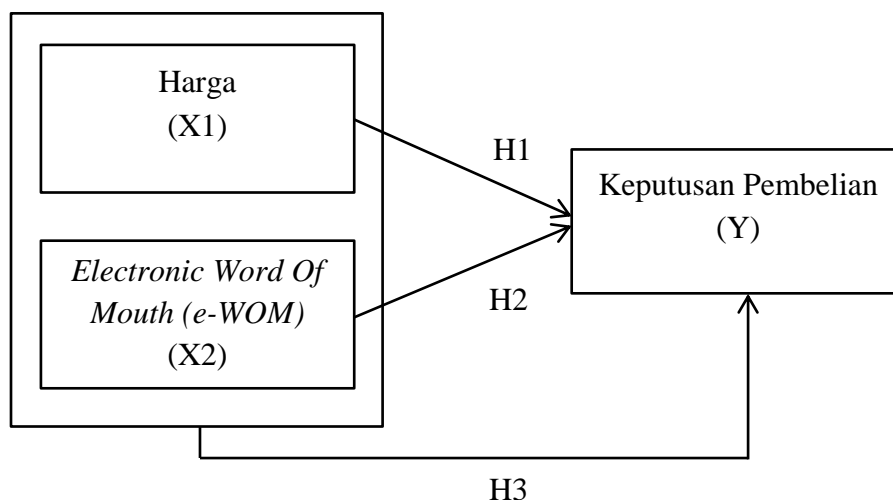 Harga
(X1)
H1
Keputusan Pembelian
(Y)
Electronic Word Of
Mouth (e-WOM)
(X2)
H2
H3